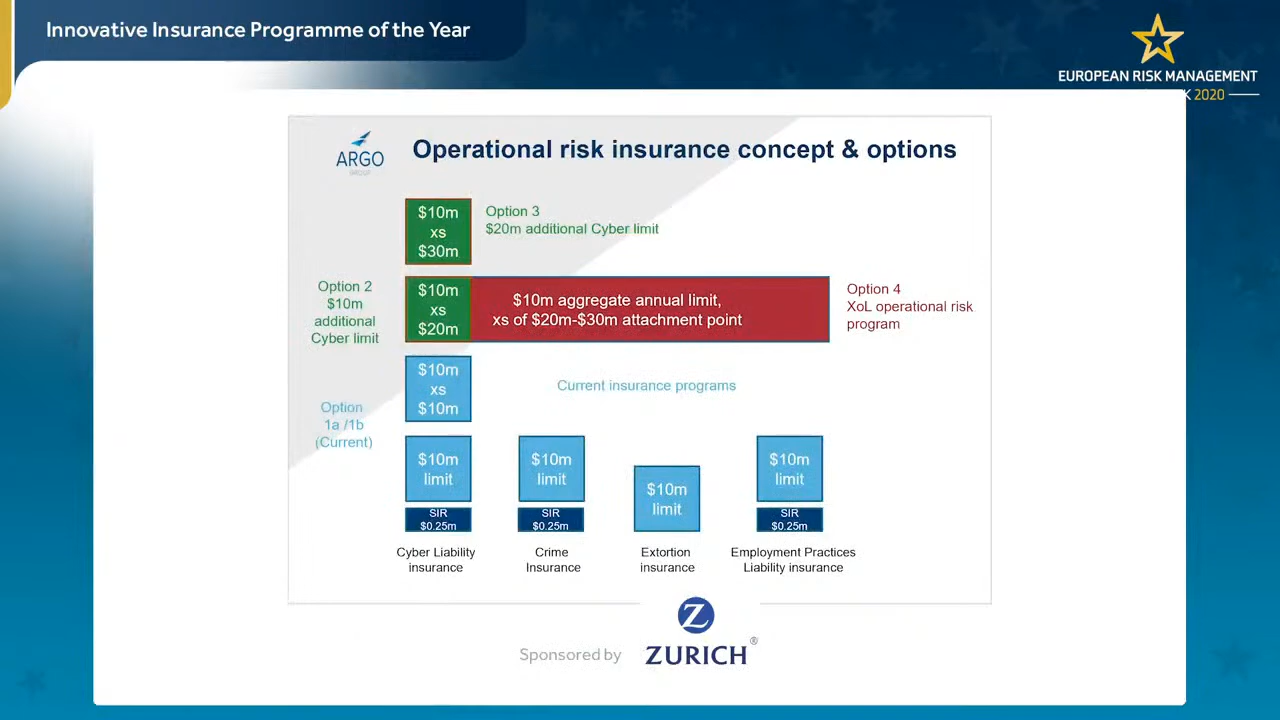 Innovative Insurance Programme of the Year
EUROPEAN RISK MANAGEMENT
K 2020
ARGO
GROUP
Operational risk insurance concept & options
$10m
xs
$30m
Option 3
$20m additional Cyber limit
Option 2
$10m
additional
Cyber limit
$10m
xs
$20m
$10m aggregate annual limit,
xs of $20m-$30m attachment point
Option 4
XoL operational risk
program
$10m
xs
$10m
Current insurance programs
Option
1a /1b
(Current)
$10m
limit
$10m
limit
$10m
limit
$10m
limit
SIR
$0.25m
SIR
$0.25m
SIR
$0.25m
Cyber Liability
insurance
Crime
Insurance
Extortion
insurance
Employment Practices
Liability insurance
Sponsored by
Z
ZURICH®